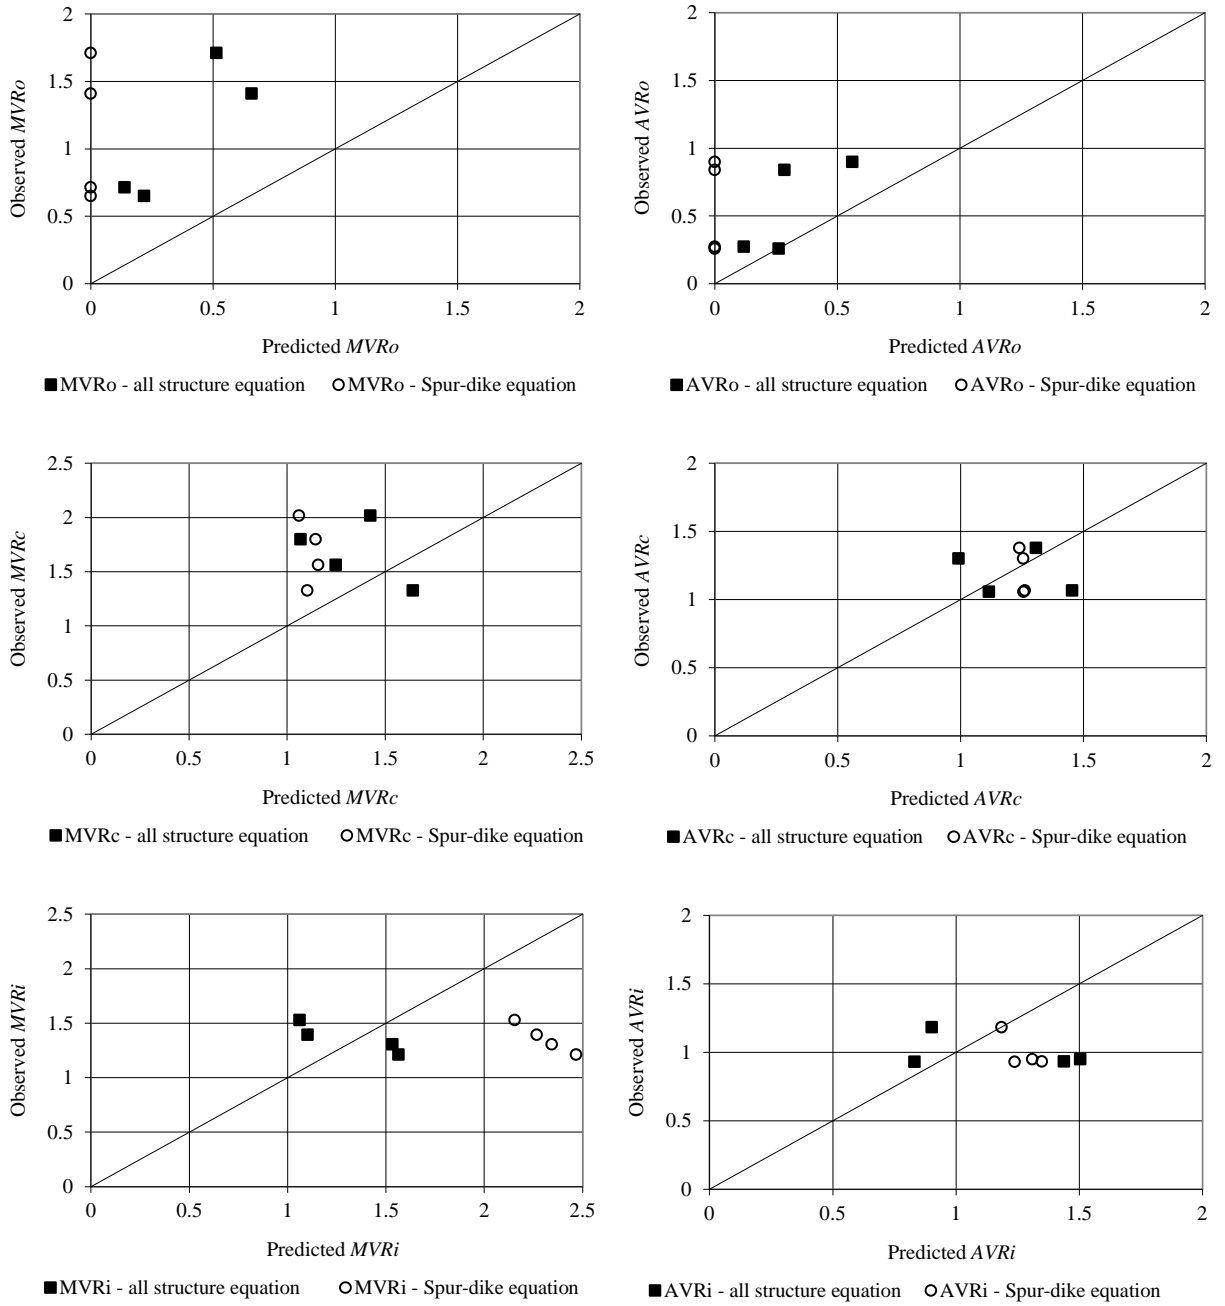 2
1.5
1
0.5
0
0
0.5
1
1.5
2
Observed MVRo
Predicted MVRo
MVRo - all structure equation
MVRo - Spur-dike equation
2
1.5
1
0.5
0
0
0.5
1
1.5
2
Observed AVRo
Predicted AVRo
AVRo - all structure equation
AVRo - Spur-dike equation
2.5
2
1.5
1
0.5
0
0
0.5
1
1.5
2
2.5
Observed MVRc
Predicted MVRc
MVRc - all structure equation
MVRc - Spur-dike equation
2
1.5
1
0.5
0
0
0.5
1
1.5
2
Observed AVRc
Predicted AVRc
AVRc - all structure equation
AVRc - Spur-dike equation
2.5
2
1.5
1
0.5
0
0
0.5
1
1.5
2
2.5
Observed MVRi
Predicted MVRi
MVRi - all structure equation
MVRi - Spur-dike equation
2
1.5
1
0.5
0
0
0.5
1
1.5
2
Observed AVRi
Predicted AVRi
AVRi - all structure equation
AVRi - Spur-dike equation